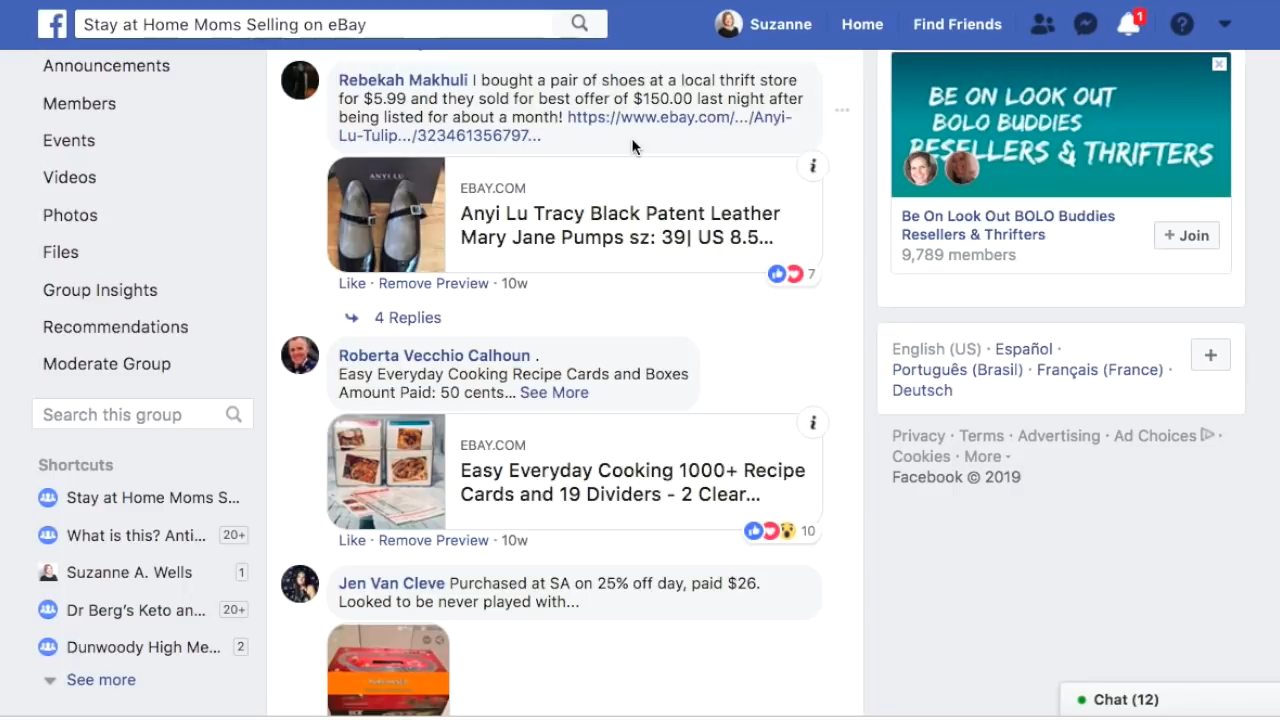 Stay at Home Moms Selling on eBay
Suzanne
Home
Find Friends
1
Announcements
Members
Events
Videos
Photos
Files
Group Insights
Recommendations
Moderate Group
Search this group
Shortcuts
Stay at Home Moms S...
What is this? Anti... 20+
Suzanne A. Wells 1
Dr Berg's Keto an... 20+
Dunwoody High Me... 2
See more
Rebekah Makhuli I bought a pair of shoes at a local thrift store
for $5.99 and they sold for best offer of $150.00 last night after
being listed for about a month! https://www.ebay.com/.../Anyi-
Lu-Tulip.../323461356797...
ANYI LU
EBAY.COM
Anyi Lu Tracy Black Patent Leather
Mary Jane Pumps sz: 39| US 8.5...
7
Like · Remove Preview · 10w
4 Replies
Roberta Vecchio Calhoun .
Easy Everyday Cooking Recipe Cards and Boxes
Amount Paid: 50 cents... See More
EBAY.COM
Easy Everyday Cooking 1000+ Recipe
Cards and 19 Dividers - 2 Clear...
10
Like · Remove Preview · 10w
Jen Van Cleve Purchased at SA on 25% off day, paid $26.
Looked to be never played with...
BE ON LOOK OUT
BOLO BUDDIES
RESELLERS & THRIFTERS
Be On Look Out BOLO Buddies
Resellers & Thrifters
9,789 members
+ Join
English (US) · Español ·
Português (Brasil) · Français (France) ·
Deutsch
Privacy · Terms · Advertising · Ad Choices ·
Cookies · More
Facebook © 2019
Chat (12)